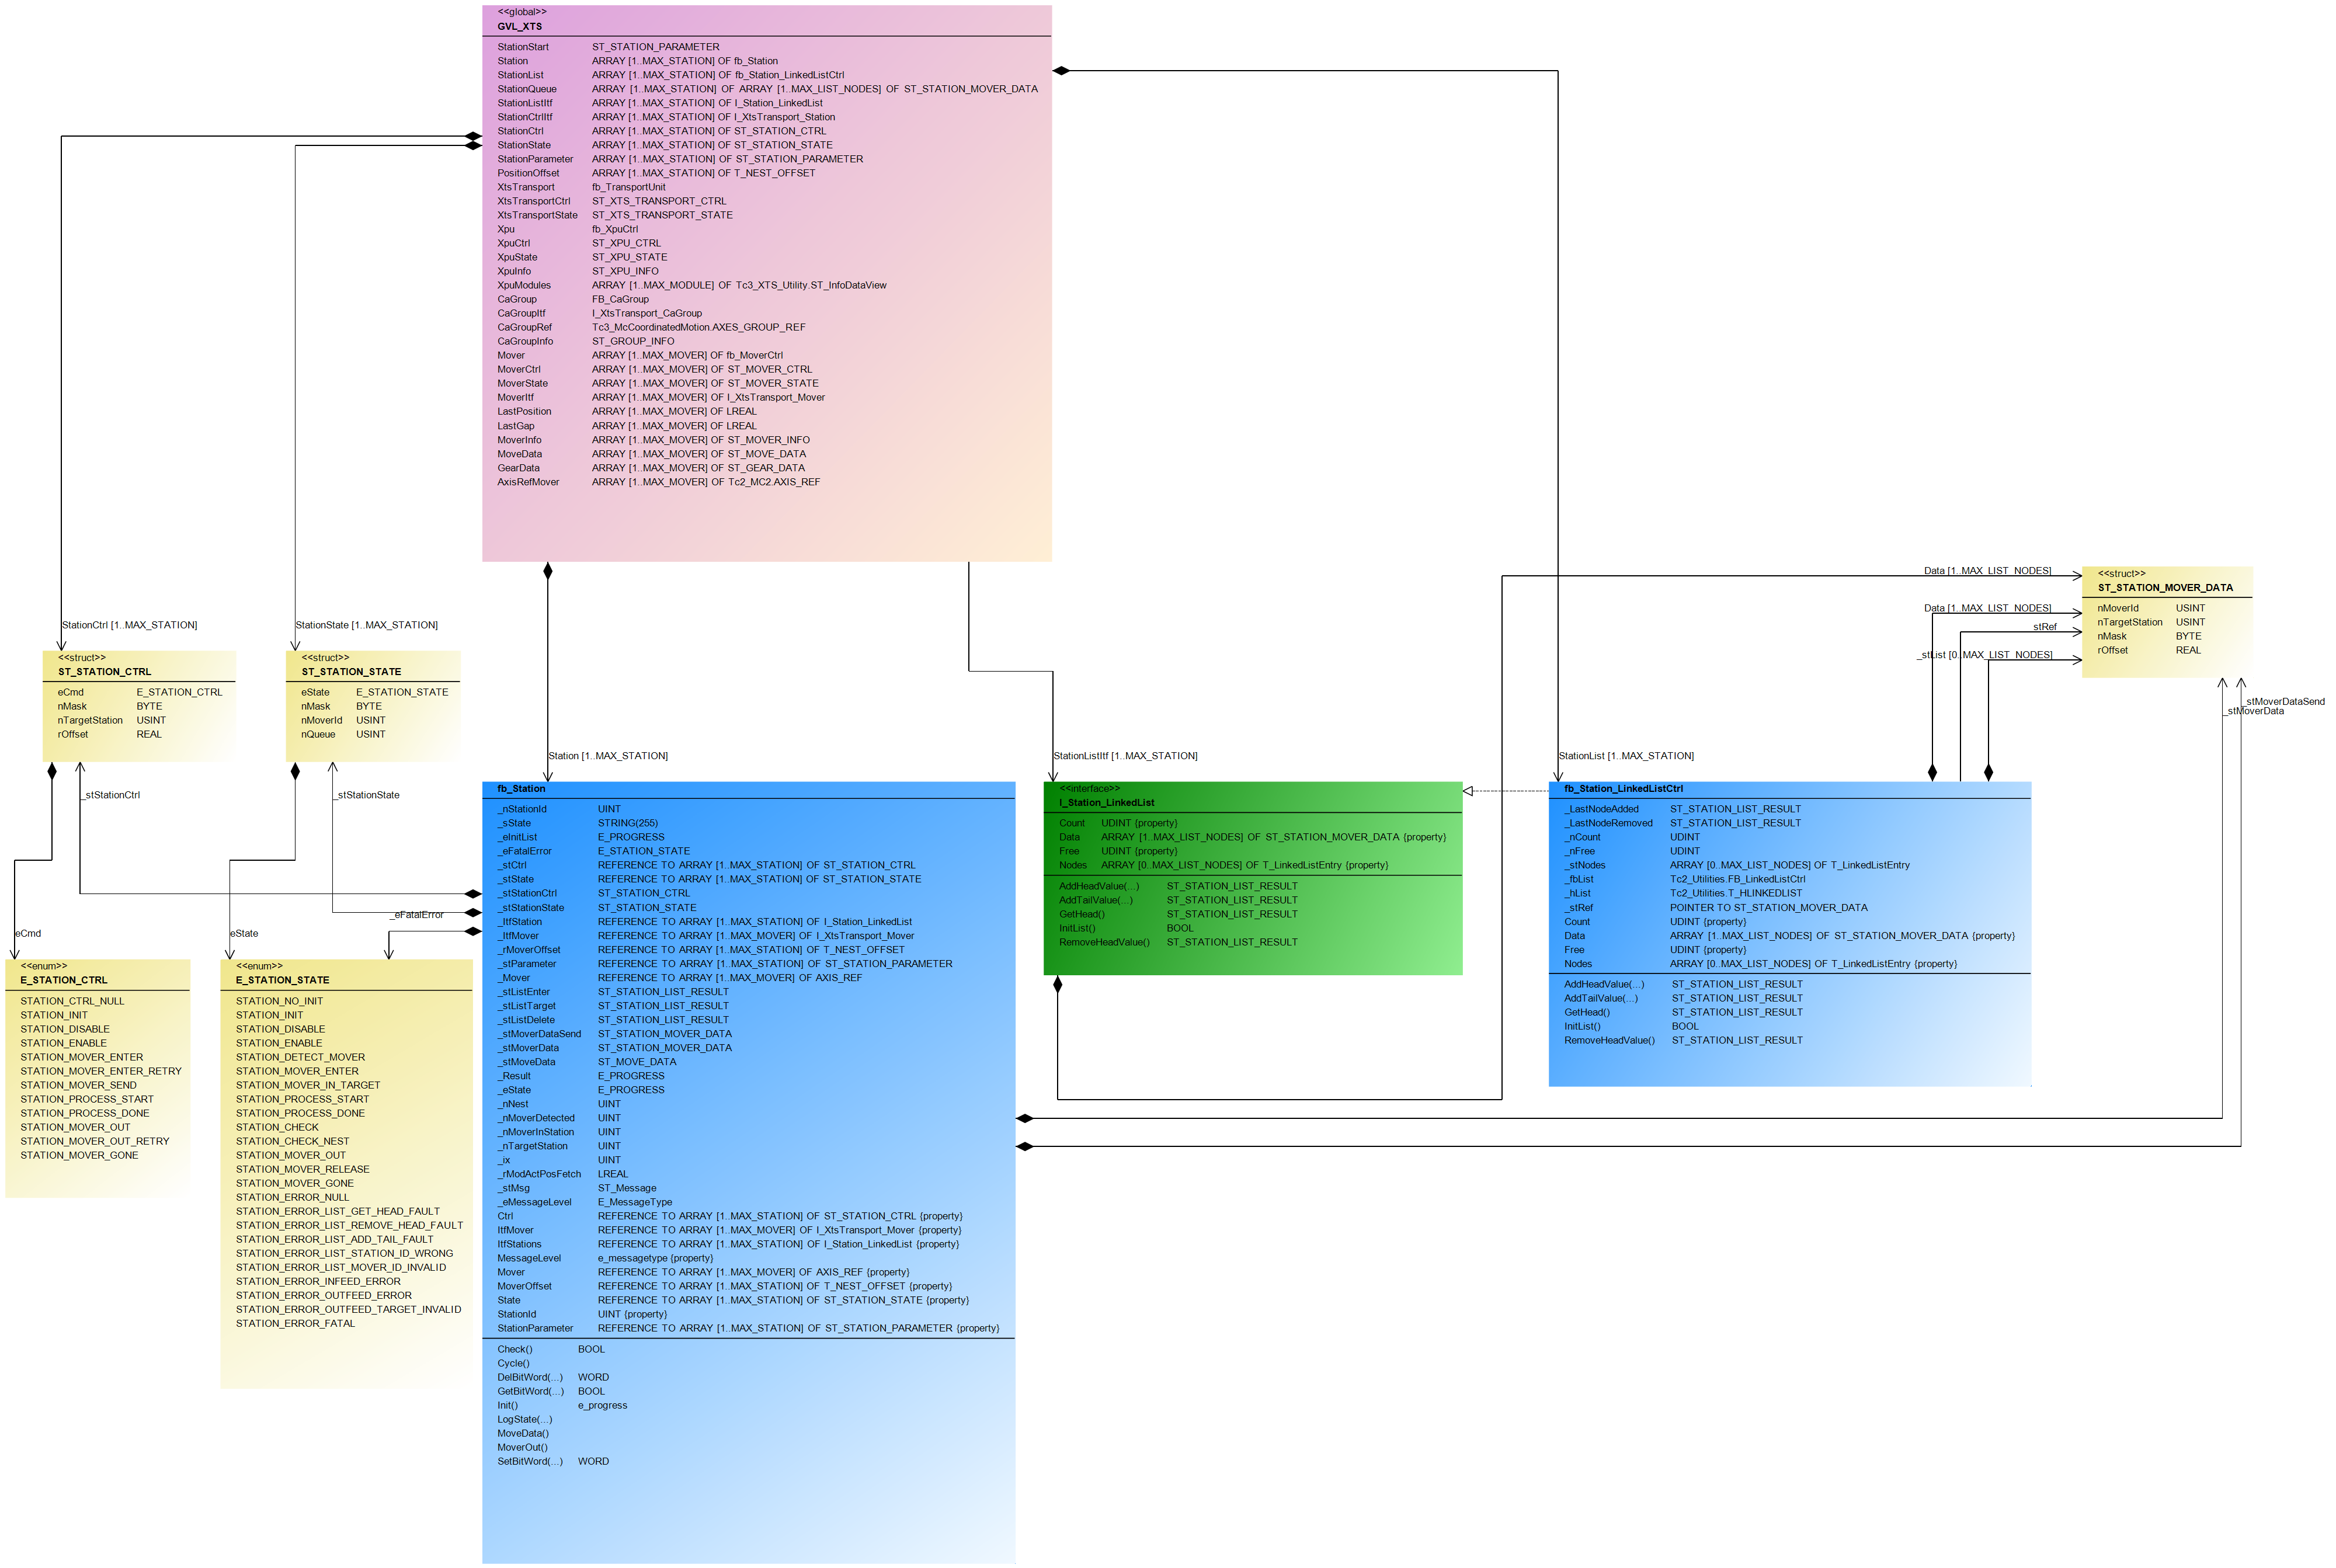 <<global>>
GVL_XTS
StationStart ST_STATION_PARAMETER
Station ARRAY [1..MAX_STATION] OF fb_Station
StationList ARRAY [1..MAX_STATION] OF fb_Station_LinkedListCtrl
StationQueue ARRAY [1..MAX_STATION] OF ARRAY [1..MAX_LIST_NODES] OF ST_STATION_MOVER_DATA
StationListItf ARRAY [1..MAX_STATION] OF I_Station_LinkedList
StationCtrlItf ARRAY [1..MAX_STATION] OF I_XtsTransport_Station
StationCtrl ARRAY [1..MAX_STATION] OF ST_STATION_CTRL
StationState ARRAY [1..MAX_STATION] OF ST_STATION_STATE
StationParameter ARRAY [1..MAX_STATION] OF ST_STATION_PARAMETER
PositionOffset ARRAY [1..MAX_STATION] OF T_NEST_OFFSET
XtsTransport fb_TransportUnit
XtsTransportCtrl ST_XTS_TRANSPORT_CTRL
XtsTransportState ST_XTS_TRANSPORT_STATE
Xpu fb_XpuCtrl
XpuCtrl ST_XPU_CTRL
XpuState ST_XPU_STATE
XpuInfo ST_XPU_INFO
XpuModules ARRAY [1..MAX_MODULE] OF Tc3_XTS_Utility.ST_InfoDataView
CaGroup FB_CaGroup
CaGroupItf I_XtsTransport_CaGroup
CaGroupRef Tc3_McCoordinatedMotion.AXES_GROUP_REF
CaGroupInfo ST_GROUP_INFO
Mover ARRAY [1..MAX_MOVER] OF fb_MoverCtrl
MoverCtrl ARRAY [1..MAX_MOVER] OF ST_MOVER_CTRL
MoverState ARRAY [1..MAX_MOVER] OF ST_MOVER_STATE
MoverItf ARRAY [1..MAX_MOVER] OF I_XtsTransport_Mover
LastPosition ARRAY [1..MAX_MOVER] OF LREAL
LastGap ARRAY [1..MAX_MOVER] OF LREAL
MoverInfo ARRAY [1..MAX_MOVER] OF ST_MOVER_INFO
MoveData ARRAY [1..MAX_MOVER] OF ST_MOVE_DATA
GearData ARRAY [1..MAX_MOVER] OF ST_GEAR_DATA
AxisRefMover ARRAY [1..MAX_MOVER] OF Tc2_MC2.AXIS_REF
Data [1..MAX_LIST_NODES]
Data [1..MAX_LIST_NODES]
stRef
_stList [0..MAX_LIST_NODES]
<<struct>>
ST_STATION_MOVER_DATA
nMoverId USINT
nTargetStation USINT
nMask BYTE
rOffset REAL
_stMoverDataSend
_stMoverData
StationCtrl [1..MAX_STATION]
StationState [1..MAX_STATION]
<<struct>>
ST_STATION_CTRL
eCmd E_STATION_CTRL
nMask BYTE
nTargetStation USINT
rOffset REAL
<<struct>>
ST_STATION_STATE
eState E_STATION_STATE
nMask BYTE
nMoverId USINT
nQueue USINT
Station [1..MAX_STATION]
StationListItf [1..MAX_STATION]
StationList [1..MAX_STATION]
_stStationCtrl
_stStationState
_eFatalError
eCmd
eState
<<enum>>
E_STATION_CTRL
STATION_CTRL_NULL
STATION_INIT
STATION_DISABLE
STATION_ENABLE
STATION_MOVER_ENTER
STATION_MOVER_ENTER_RETRY
STATION_MOVER_SEND
STATION_PROCESS_START
STATION_PROCESS_DONE
STATION_MOVER_OUT
STATION_MOVER_OUT_RETRY
STATION_MOVER_GONE
<<enum>>
E_STATION_STATE
STATION_NO_INIT
STATION_INIT
STATION_DISABLE
STATION_ENABLE
STATION_DETECT_MOVER
STATION_MOVER_ENTER
STATION_MOVER_IN_TARGET
STATION_PROCESS_START
STATION_PROCESS_DONE
STATION_CHECK
STATION_CHECK_NEST
STATION_MOVER_OUT
STATION_MOVER_RELEASE
STATION_MOVER_GONE
STATION_ERROR_NULL
STATION_ERROR_LIST_GET_HEAD_FAULT
STATION_ERROR_LIST_REMOVE_HEAD_FAULT
STATION_ERROR_LIST_ADD_TAIL_FAULT
STATION_ERROR_LIST_STATION_ID_WRONG
STATION_ERROR_LIST_MOVER_ID_INVALID
STATION_ERROR_INFEED_ERROR
STATION_ERROR_OUTFEED_ERROR
STATION_ERROR_OUTFEED_TARGET_INVALID
STATION_ERROR_FATAL
fb_Station
_nStationId UINT
_sState STRING(255)
_eInitList E_PROGRESS
_eFatalError E_STATION_STATE
_stCtrl REFERENCE TO ARRAY [1..MAX_STATION] OF ST_STATION_CTRL
_stState REFERENCE TO ARRAY [1..MAX_STATION] OF ST_STATION_STATE
_stStationCtrl ST_STATION_CTRL
_stStationState ST_STATION_STATE
_ItfStation REFERENCE TO ARRAY [1..MAX_STATION] OF I_Station_LinkedList
_ItfMover REFERENCE TO ARRAY [1..MAX_MOVER] OF I_XtsTransport_Mover
_rMoverOffset REFERENCE TO ARRAY [1..MAX_STATION] OF T_NEST_OFFSET
_stParameter REFERENCE TO ARRAY [1..MAX_STATION] OF ST_STATION_PARAMETER
_Mover REFERENCE TO ARRAY [1..MAX_MOVER] OF AXIS_REF
_stListEnter ST_STATION_LIST_RESULT
_stListTarget ST_STATION_LIST_RESULT
_stListDelete ST_STATION_LIST_RESULT
_stMoverDataSend ST_STATION_MOVER_DATA
_stMoverData ST_STATION_MOVER_DATA
_stMoveData ST_MOVE_DATA
_Result E_PROGRESS
_eState E_PROGRESS
_nNest UINT
_nMoverDetected UINT
_nMoverInStation UINT
_nTargetStation UINT
_ix UINT
_rModActPosFetch LREAL
_stMsg ST_Message
_eMessageLevel E_MessageType
Ctrl REFERENCE TO ARRAY [1..MAX_STATION] OF ST_STATION_CTRL {property}
ItfMover REFERENCE TO ARRAY [1..MAX_MOVER] OF I_XtsTransport_Mover {property}
ItfStations REFERENCE TO ARRAY [1..MAX_STATION] OF I_Station_LinkedList {property}
MessageLevel e_messagetype {property}
Mover REFERENCE TO ARRAY [1..MAX_MOVER] OF AXIS_REF {property}
MoverOffset REFERENCE TO ARRAY [1..MAX_STATION] OF T_NEST_OFFSET {property}
State REFERENCE TO ARRAY [1..MAX_STATION] OF ST_STATION_STATE {property}
StationId UINT {property}
StationParameter REFERENCE TO ARRAY [1..MAX_STATION] OF ST_STATION_PARAMETER {property}
Check() BOOL
Cycle()
DelBitWord(...) WORD
GetBitWord(...) BOOL
Init() e_progress
LogState(...)
MoveData()
MoverOut()
SetBitWord(...) WORD
<<interface>>
I_Station_LinkedList
Count UDINT {property}
Data ARRAY [1..MAX_LIST_NODES] OF ST_STATION_MOVER_DATA {property}
Free UDINT {property}
Nodes ARRAY [0..MAX_LIST_NODES] OF T_LinkedListEntry {property}
AddHeadValue(...) ST_STATION_LIST_RESULT
AddTailValue(...) ST_STATION_LIST_RESULT
GetHead() ST_STATION_LIST_RESULT
InitList() BOOL
RemoveHeadValue() ST_STATION_LIST_RESULT
fb_Station_LinkedListCtrl
_LastNodeAdded ST_STATION_LIST_RESULT
_LastNodeRemoved ST_STATION_LIST_RESULT
_nCount UDINT
_nFree UDINT
_stNodes ARRAY [0..MAX_LIST_NODES] OF T_LinkedListEntry
_fbList Tc2_Utilities.FB_LinkedListCtrl
_hList Tc2_Utilities.T_HLINKEDLIST
_stRef POINTER TO ST_STATION_MOVER_DATA
Count UDINT {property}
Data ARRAY [1..MAX_LIST_NODES] OF ST_STATION_MOVER_DATA {property}
Free UDINT {property}
Nodes ARRAY [0..MAX_LIST_NODES] OF T_LinkedListEntry {property}
AddHeadValue(...) ST_STATION_LIST_RESULT
AddTailValue(...) ST_STATION_LIST_RESULT
GetHead() ST_STATION_LIST_RESULT
InitList() BOOL
RemoveHeadValue() ST_STATION_LIST_RESULT